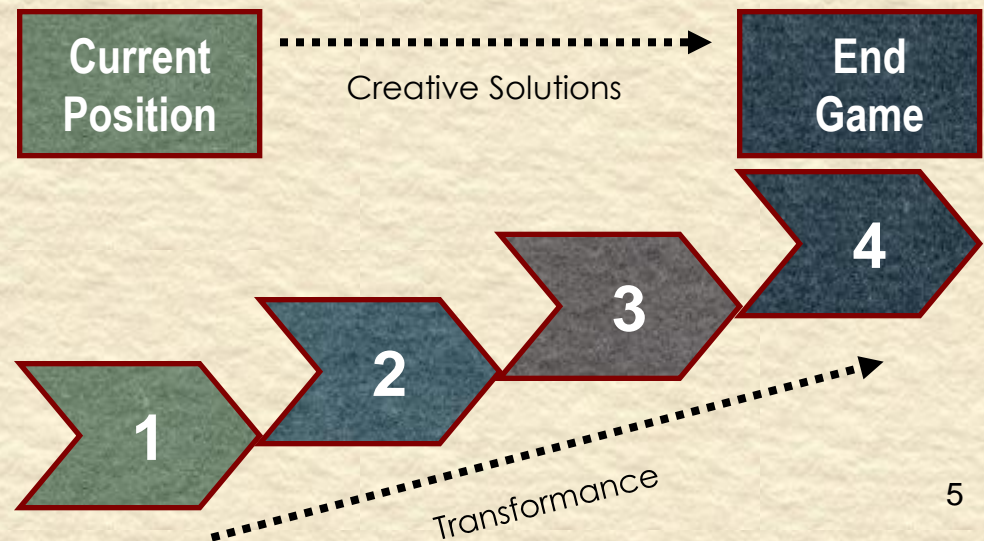 Current
Position
Creative Solutions
End
Game
4
3
2
1
Transformance
5